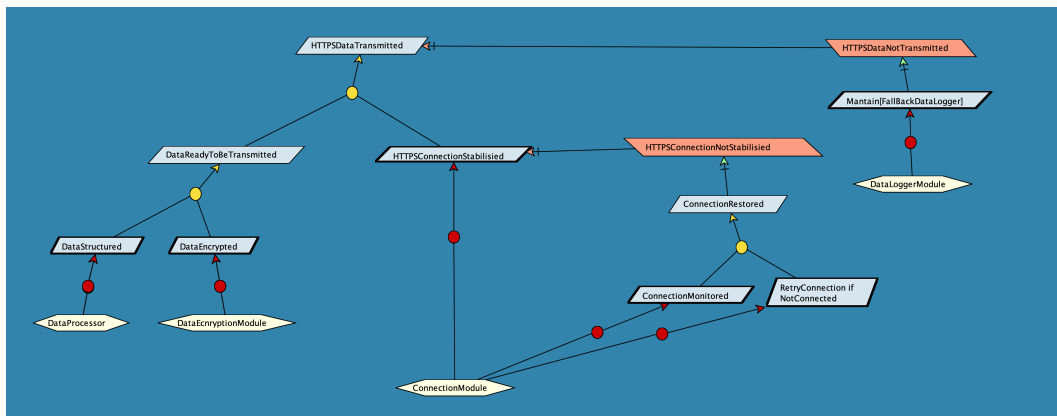 HTTPSDataTransmitted
HTTPSDataNotTransmitted
Mantain[FallBackDataLogger]
DataReadyToBeTransmitted
HTTPSConnectionStabilisied
HTTPSConnectionNotStabilisied
DataLoggerModule
ConnectionRestored
DataStructured
DataEncrypted
ConnectionMonitored
RetryConnection if
NotConnected
DataProcessor
DataEcnryptionModule
ConnectionModule